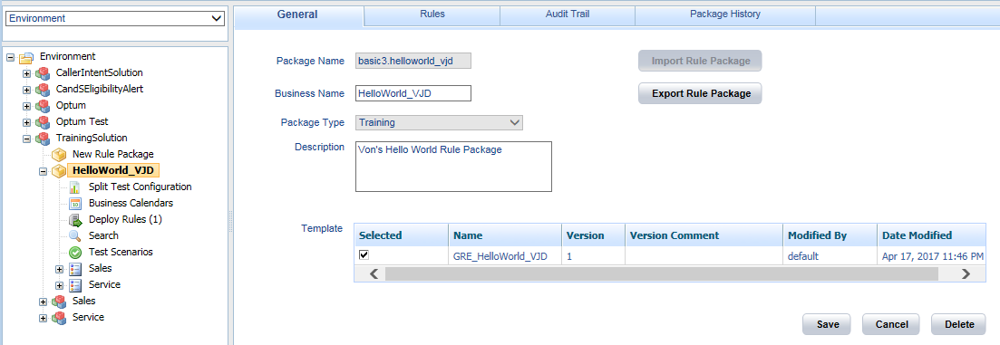 Environment
Environment
CallerIntentSolution
CandSEligibilityAlert
Optum
Optum Test
TrainingSolution
New Rule Package
HelloWorld_VJD
Split Test Configuration
Business Calendars
Deploy Rules (1)
Search
Test Scenarios
Sales
Service
Sales
Service
General Rules Audit Trail Package History
Package Name basic3.helloworld_vjd Import Rule Package
Business Name HelloWorld_VJD Export Rule Package
Package Type Training
Description Von's Hello World Rule Package
Template
Selected Name Version Version Comment Modified By Date Modified
GRE_HelloWorld_VJD 1 default Apr 17, 2017 11:46 PM
Save Cancel Delete